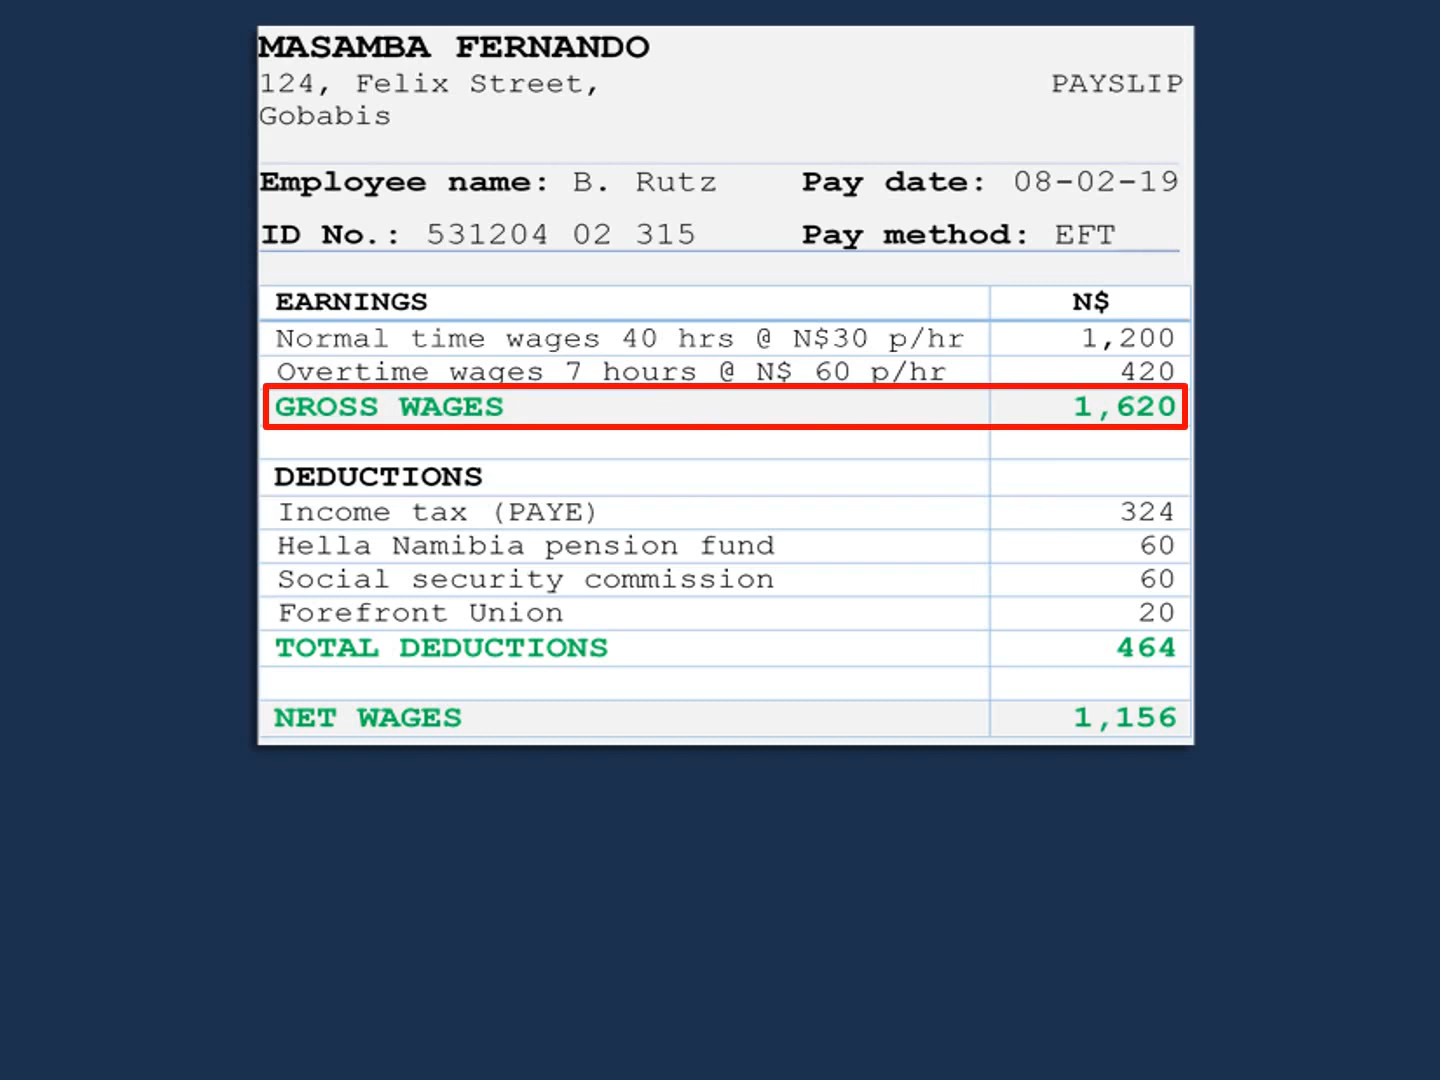 MASAMBA FERNANDO
124, Felix Street, PAYSLIP
Gobabis
Employee name: B. Rutz Pay date: 08-02-19
ID No.: 531204 02 315 Pay method: EFT
EARNINGS N$
Normal time wages 40 hrs @ N$30 p/hr 1,200
Overtime wages 7 hours @ N$ 60 p/hr 420
GROSS WAGES 1,620
DEDUCTIONS
Income tax (PAYE) 324
Hella Namibia pension fund 60
Social security commission 60
Forefront Union 20
TOTAL DEDUCTIONS 464
NET WAGES 1,156